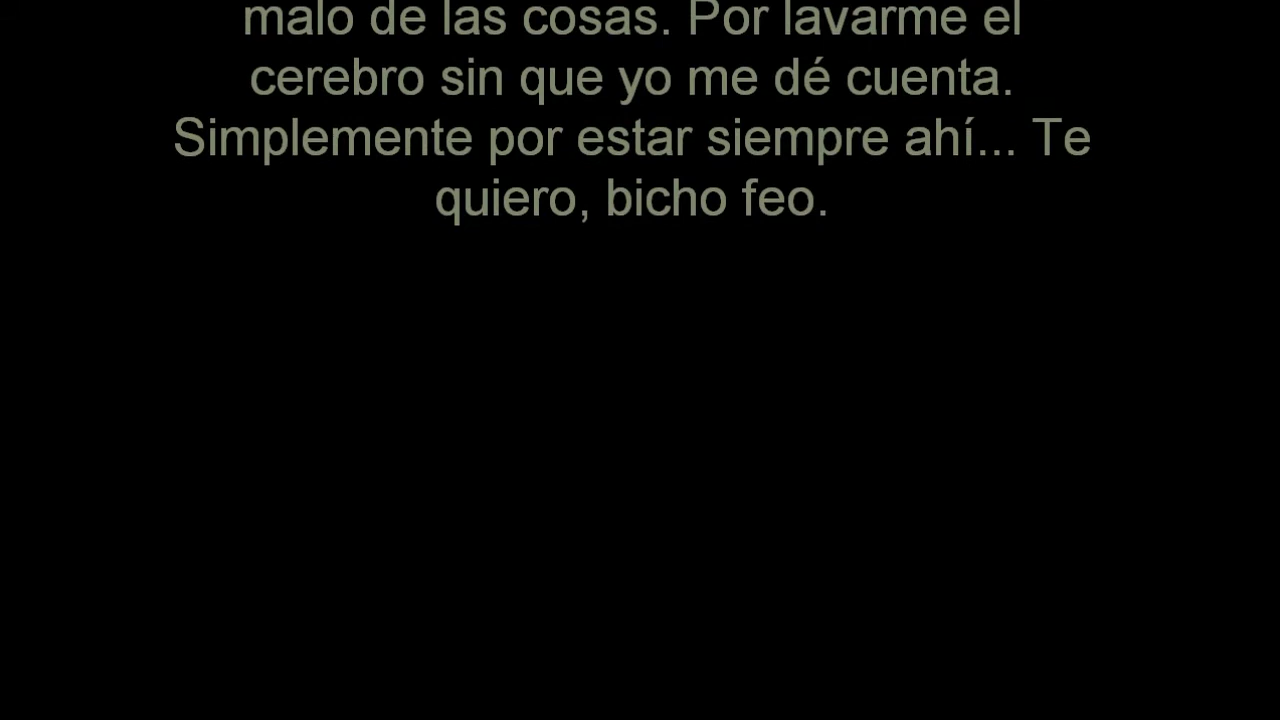 malo de las cosas. Por lavarme el
cerebro sin que yo me dé cuenta.
Simplemente por estar siempre ahí... Te
quiero, bicho feo.